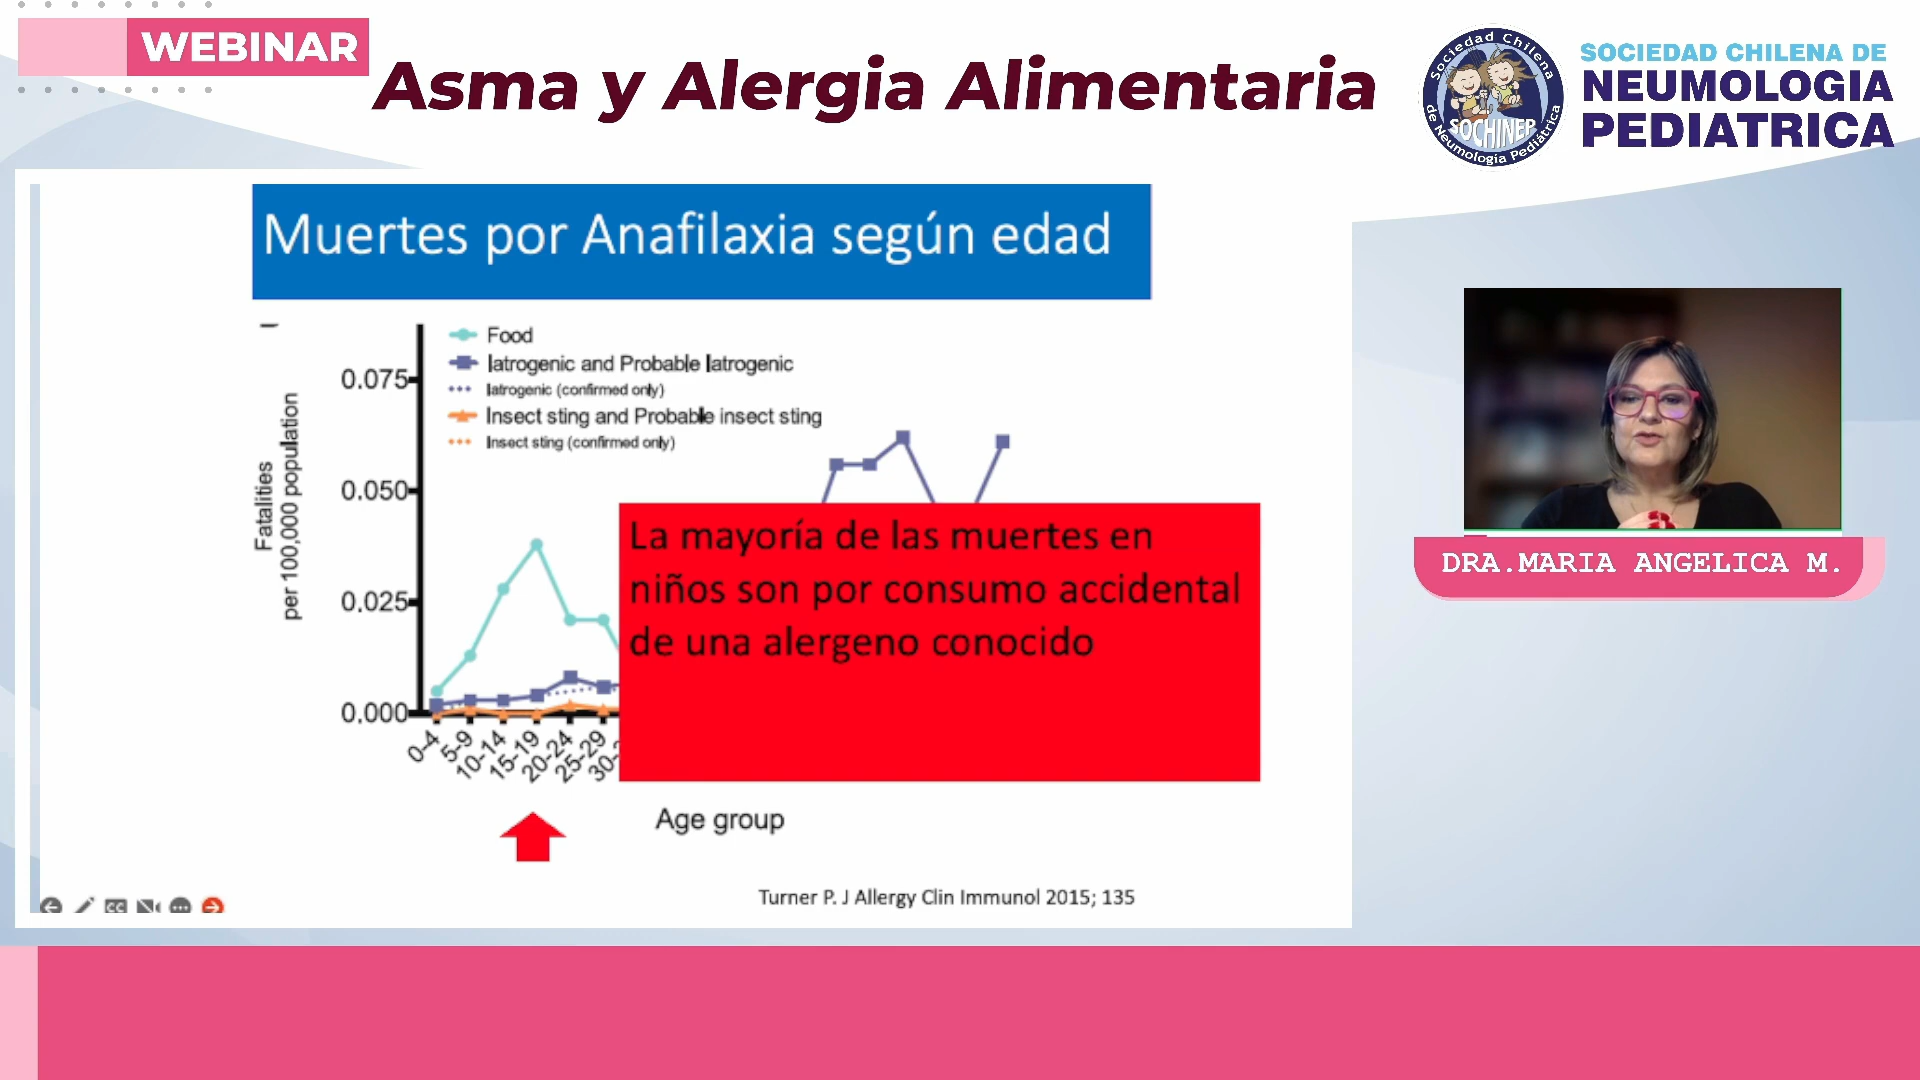 WEBINAR
Asma y Alergia Alimentaria
Sociedad Chilena
de Neumología Pediátrica
SOCHINEP
SOCIEDAD CHILENA DE
NEUMOLOGIA
PEDIATRICA
Muertes por Anafilaxia según edad
Food
Iatrogenic and Probable Iatrogenic
Iatrogenic (confirmed only)
Insect sting and Probable insect sting
Insect sting (confirmed only)
Fatalities
per 100,000 population
0.075
0.050
0.025
0.000
0-4
5-9
10-14
15-19
20-24
25-29
30-
La mayoría de las muertes en
niños son por consumo accidental
de una alergeno conocido
Age group
Turner P. J Allergy Clin Immunol 2015; 135
CC
DRA.MARIA ANGELICA M.